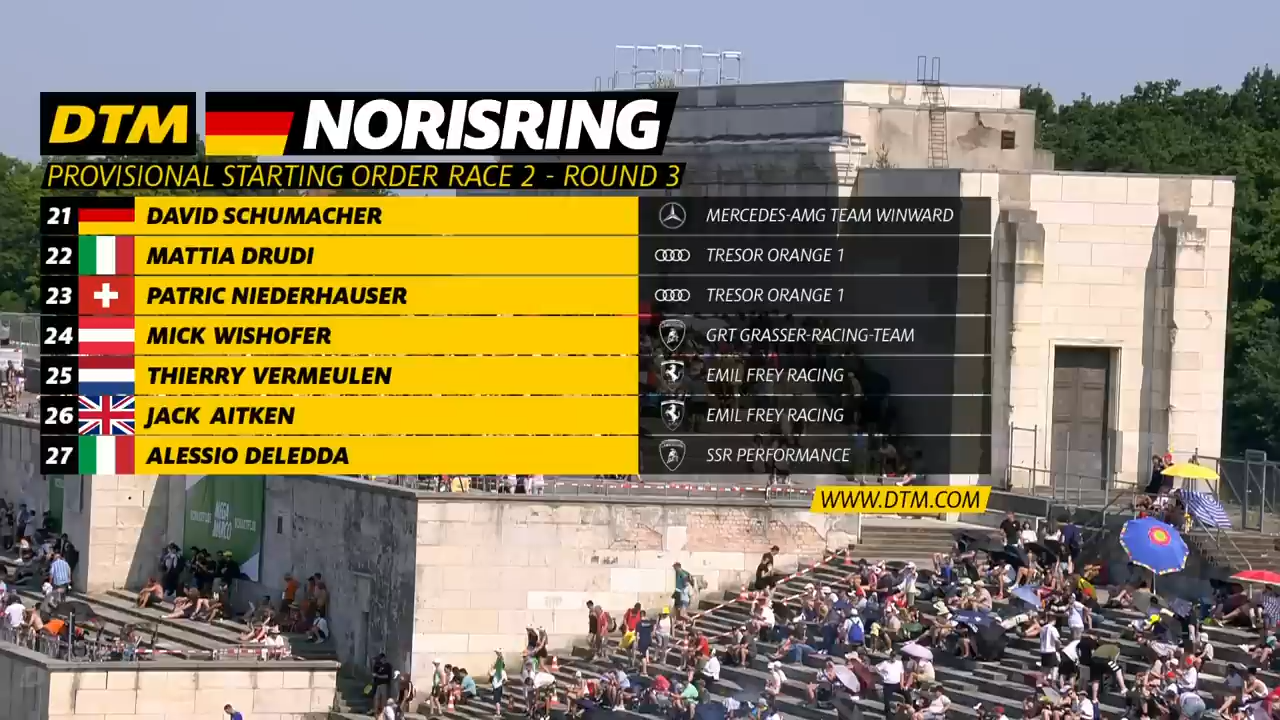 DTM NORISRING
PROVISIONAL STARTING ORDER RACE 2 - ROUND 3
21 DAVID SCHUMACHER MERCEDES-AMG TEAM WINWARD
22 MATTIA DRUDI TRESOR ORANGE 1
23 PATRIC NIEDERHAUSER TRESOR ORANGE 1
24 MICK WISHOFER GRT GRASSER-RACING-TEAM
25 THIERRY VERMEULEN EMIL FREY RACING
26 JACK AITKEN EMIL FREY RACING
27 ALESSIO DELEDDA SSR PERFORMANCE
WWW.DTM.COM